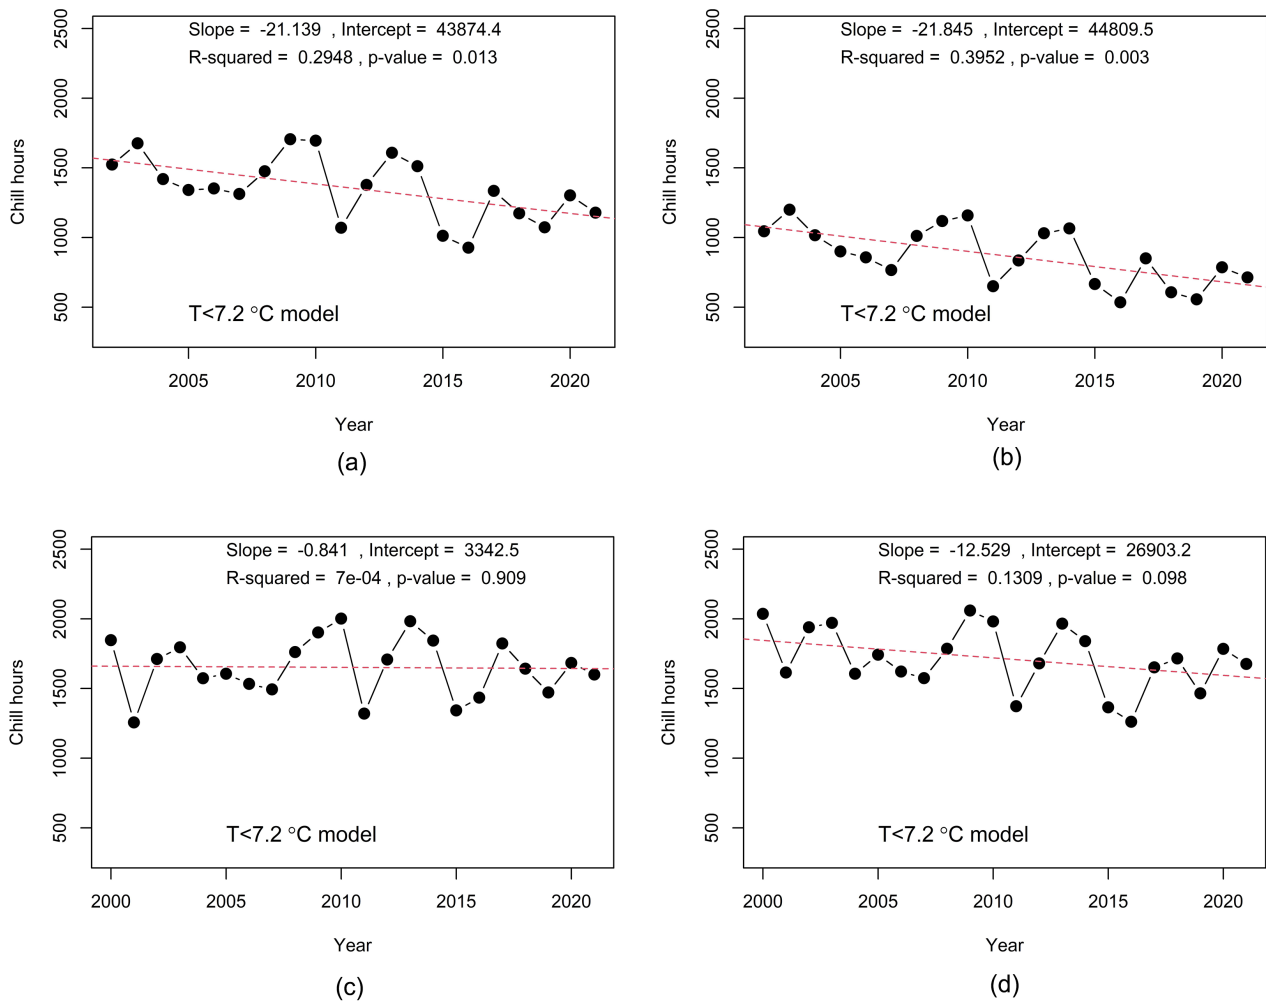 Slope = -21.139 , Intercept = 43874.4
R-squared = 0.2948 , p-value = 0.013
2500
2000
1500
1000
500
Chill hours
T<7.2 °C model
2005 2010 2015 2020
Year
(a)
Slope = -21.845 , Intercept = 44809.5
R-squared = 0.3952 , p-value = 0.003
2500
2000
1500
1000
500
Chill hours
T<7.2 °C model
2005 2010 2015 2020
Year
(b)
Slope = -0.841 , Intercept = 3342.5
R-squared = 7e-04 , p-value = 0.909
2500
2000
1500
1000
500
Chill hours
T<7.2 °C model
2000 2005 2010 2015 2020
Year
(c)
Slope = -12.529 , Intercept = 26903.2
R-squared = 0.1309 , p-value = 0.098
2500
2000
1500
1000
500
Chill hours
T<7.2 °C model
2000 2005 2010 2015 2020
Year
(d)